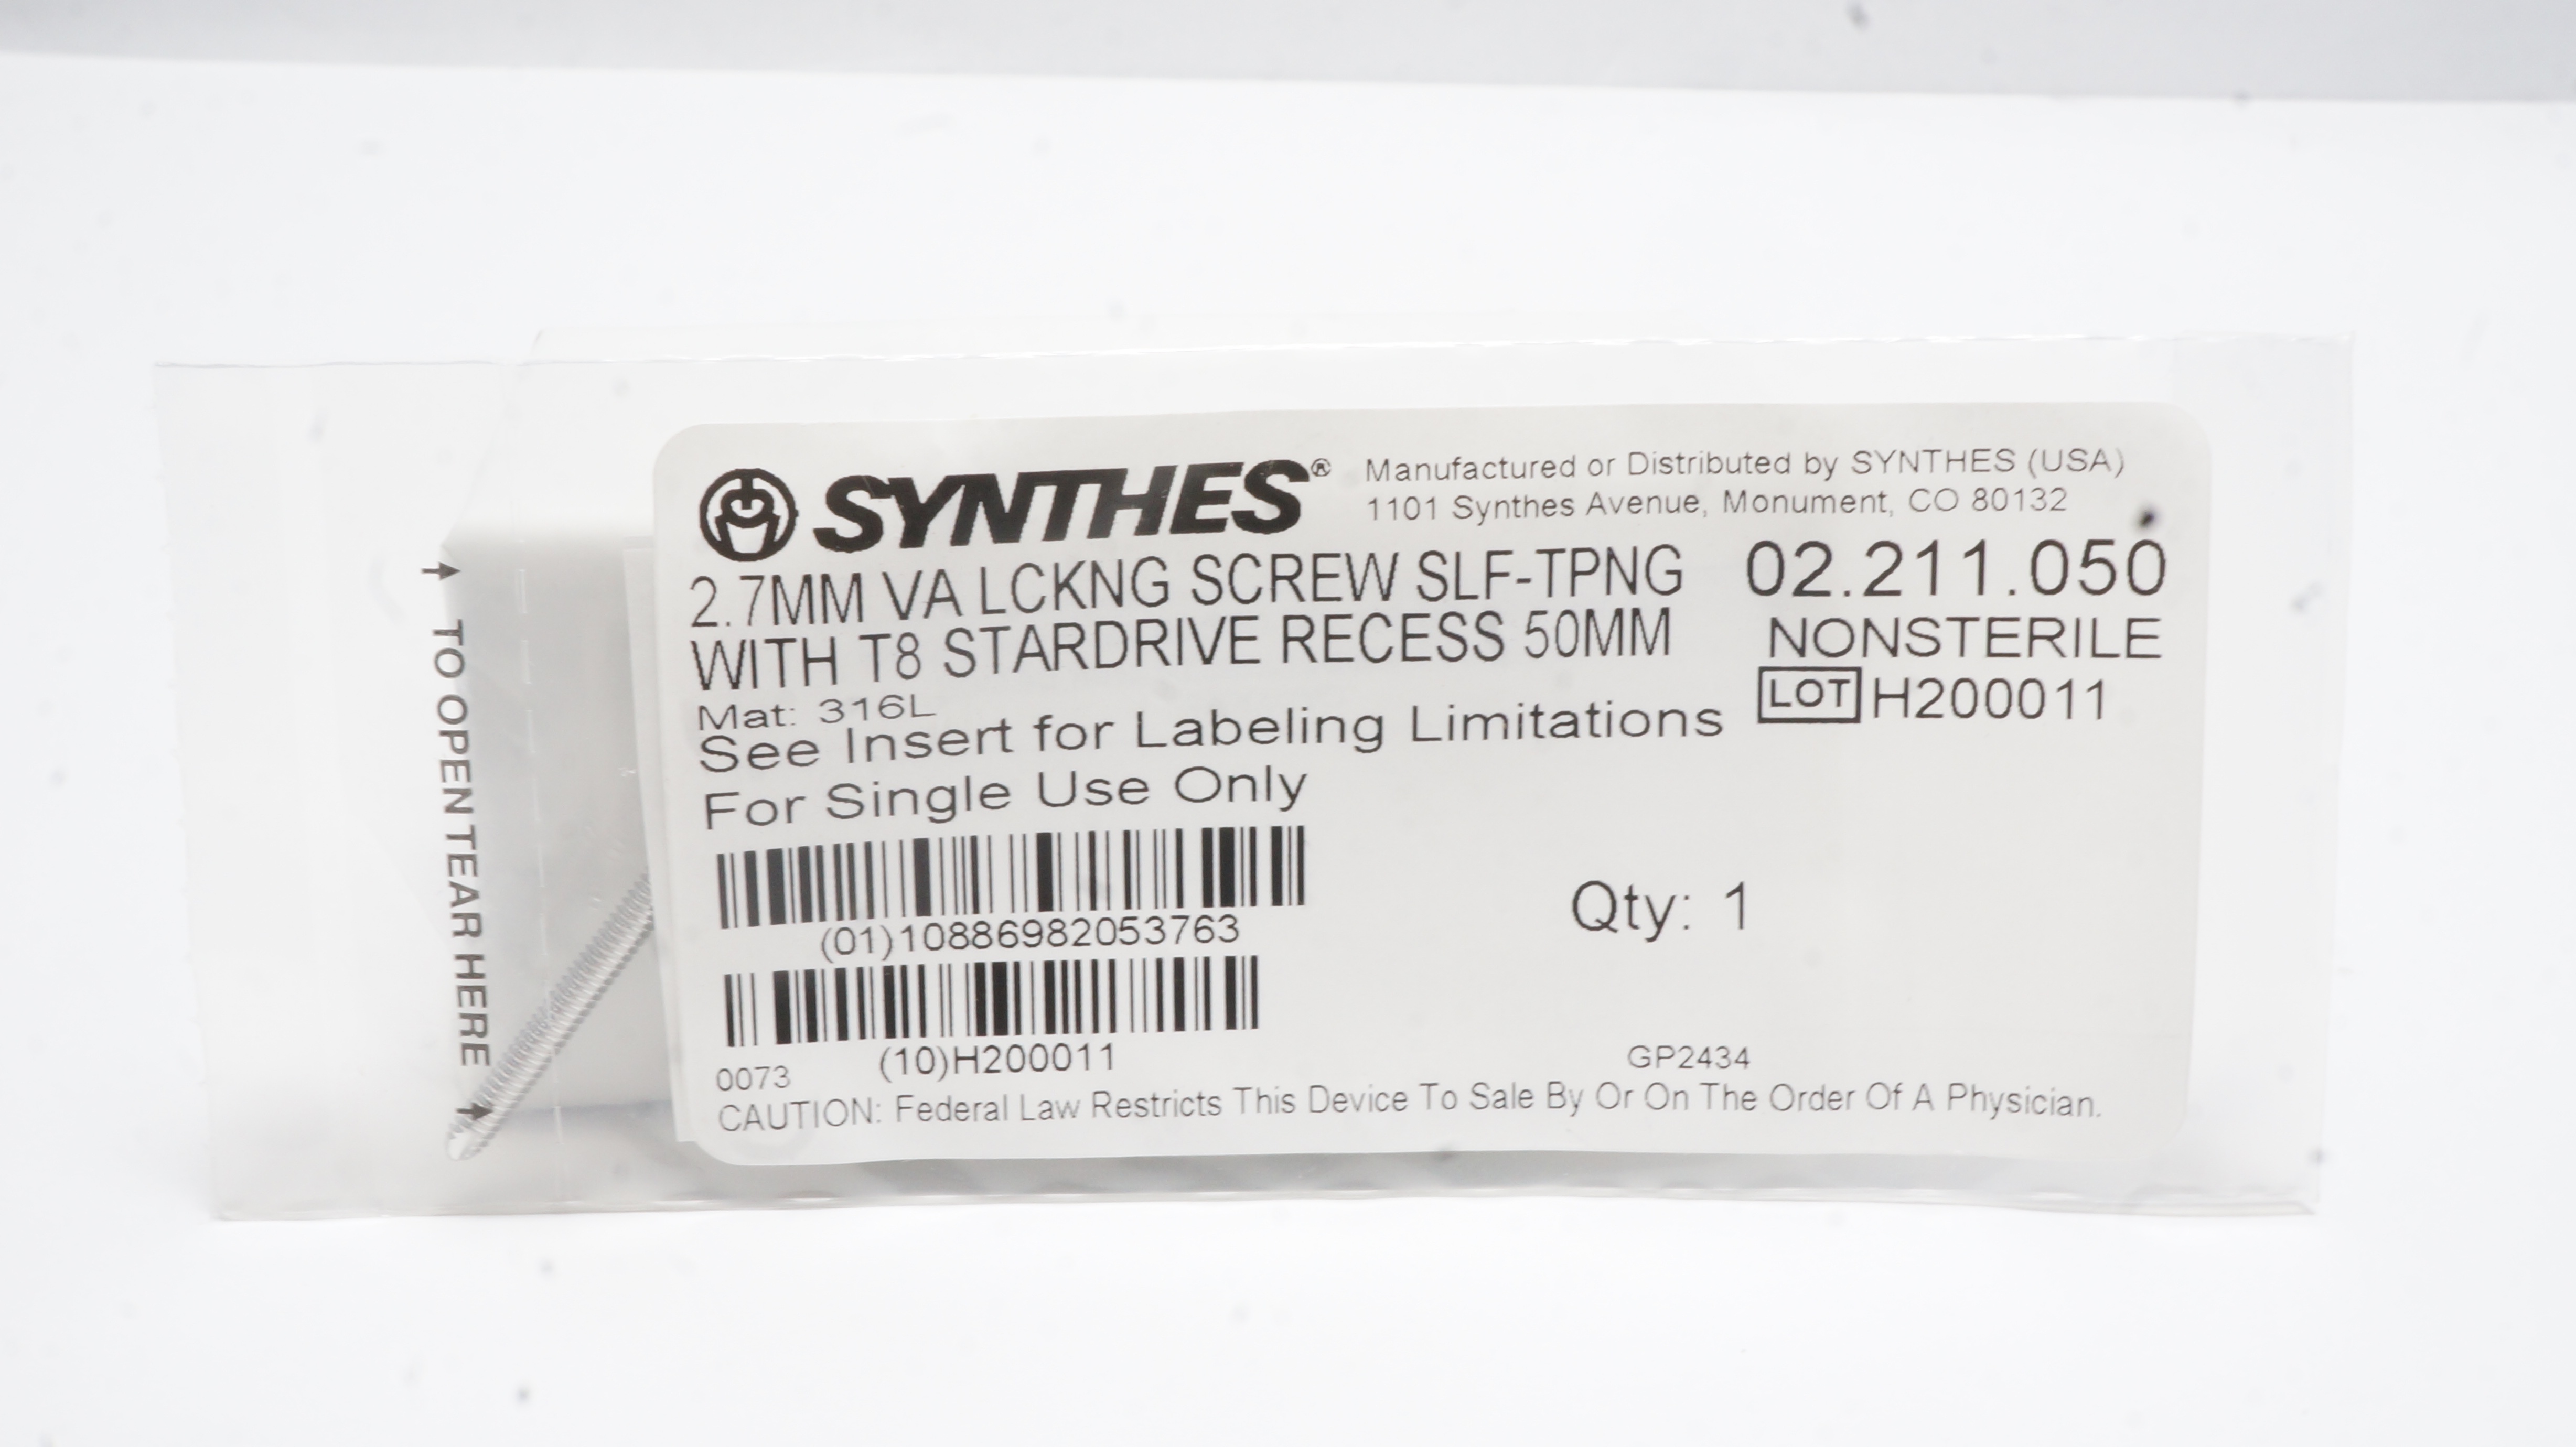 SYNTHES®
Manufactured or Distributed by SYNTHES (USA)
1101 Synthes Avenue, Monument, CO 80132
2.7MM VA LCKNG SCREW SLF-TPNG
WITH T8 STARDRIVE RECESS 50MM
02.211.050
NONSTERILE
LOT H200011
Mat: 316L
See Insert for Labeling Limitations
For Single Use Only
(01)10886982053763
Qty: 1
(10)H200011
0073
GP2434
CAUTION: Federal Law Restricts This Device To Sale By Or On The Order Of A Physician.
TO OPEN TEAR HERE